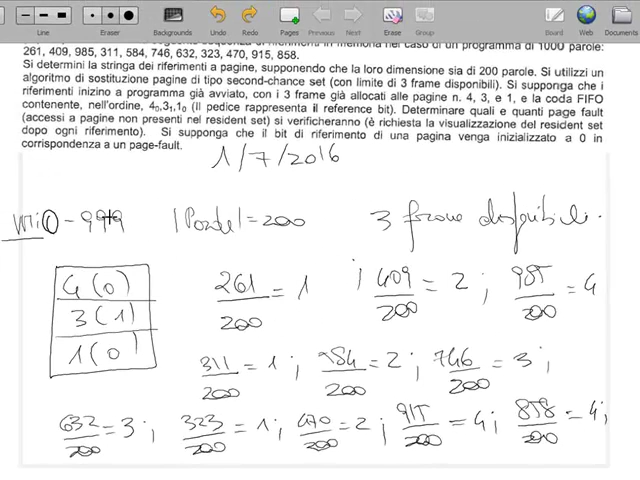 Line
Eraser
Backgrounds
Undo
Redo
Pages
Previous
Next
Erase
Group
Board
Web
Documents
261, 409, 985, 311, 584, 746, 632, 323, 470, 915, 858.
Si determini la stringa dei riferimenti a pagine, supponendo che la loro dimensione sia di 200 parole. Si utilizzi un
algoritmo di sostituzione pagine di tipo second-chance set (con limite di 3 frame disponibili). Si supponga che i
riferimenti inizino a programma già avviato, con i 3 frame già allocati alle pagine n. 4, 3, e 1, e la coda FIFO
contenente, nell'ordine, 4₀,3₁,1₀ (Il pedice rappresenta il reference bit). Determinare quali e quanti page fault
(accessi a pagine non presenti nel resident set) si verificheranno (è richiesta la visualizzazione del resident set
dopo ogni riferimento). Si supponga che il bit di riferimento di una pagina venga inizializzato a 0 in
corrispondenza a un page-fault.
1/7/2016
0 - 999 = 200 3 frame disponibili.
4 (0)
3 (1)
1 (0)
261/200 = 1 ; 409/200 = 2 ; 985/200 = 4
311/200 = 1 ; 584/200 = 2 ; 746/200 = 3 ;
632/200 = 3 ; 323/200 = 1 ; 470/200 = 2 ; 915/200 = 4 ; 858/200 = 4 ;